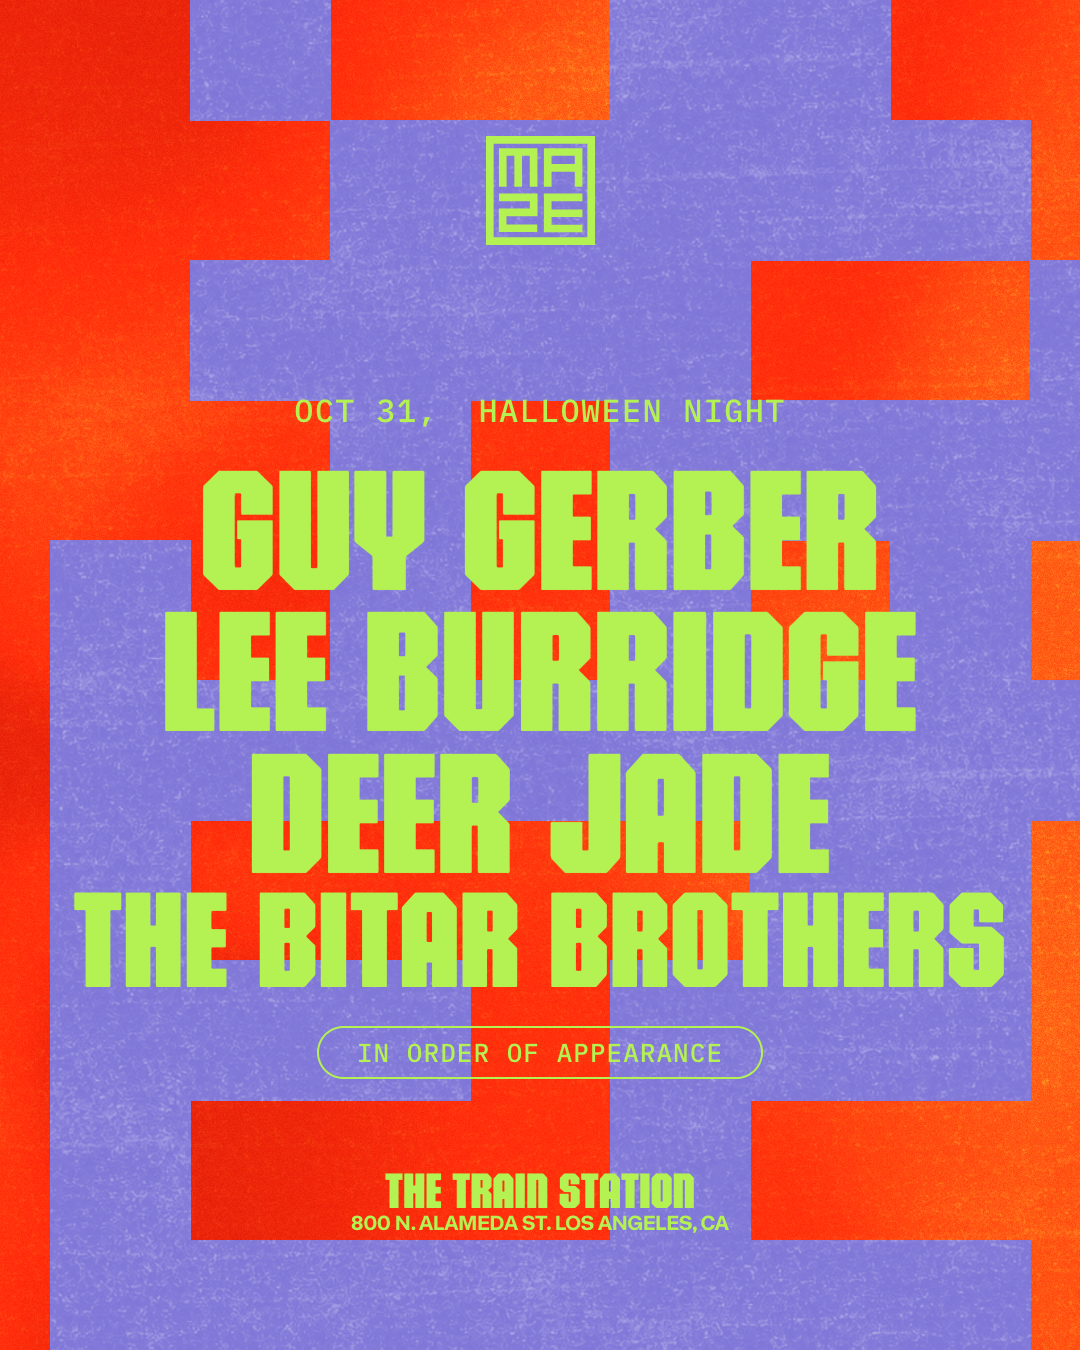 MA
ZE
OCT 31, HALLOWEEN NIGHT
GUY GERBER
LEE BURRIDGE
DEER JADE
THE BITAR BROTHERS
IN ORDER OF APPEARANCE
THE TRAIN STATION
800 N. ALAMEDA ST. LOS ANGELES, CA